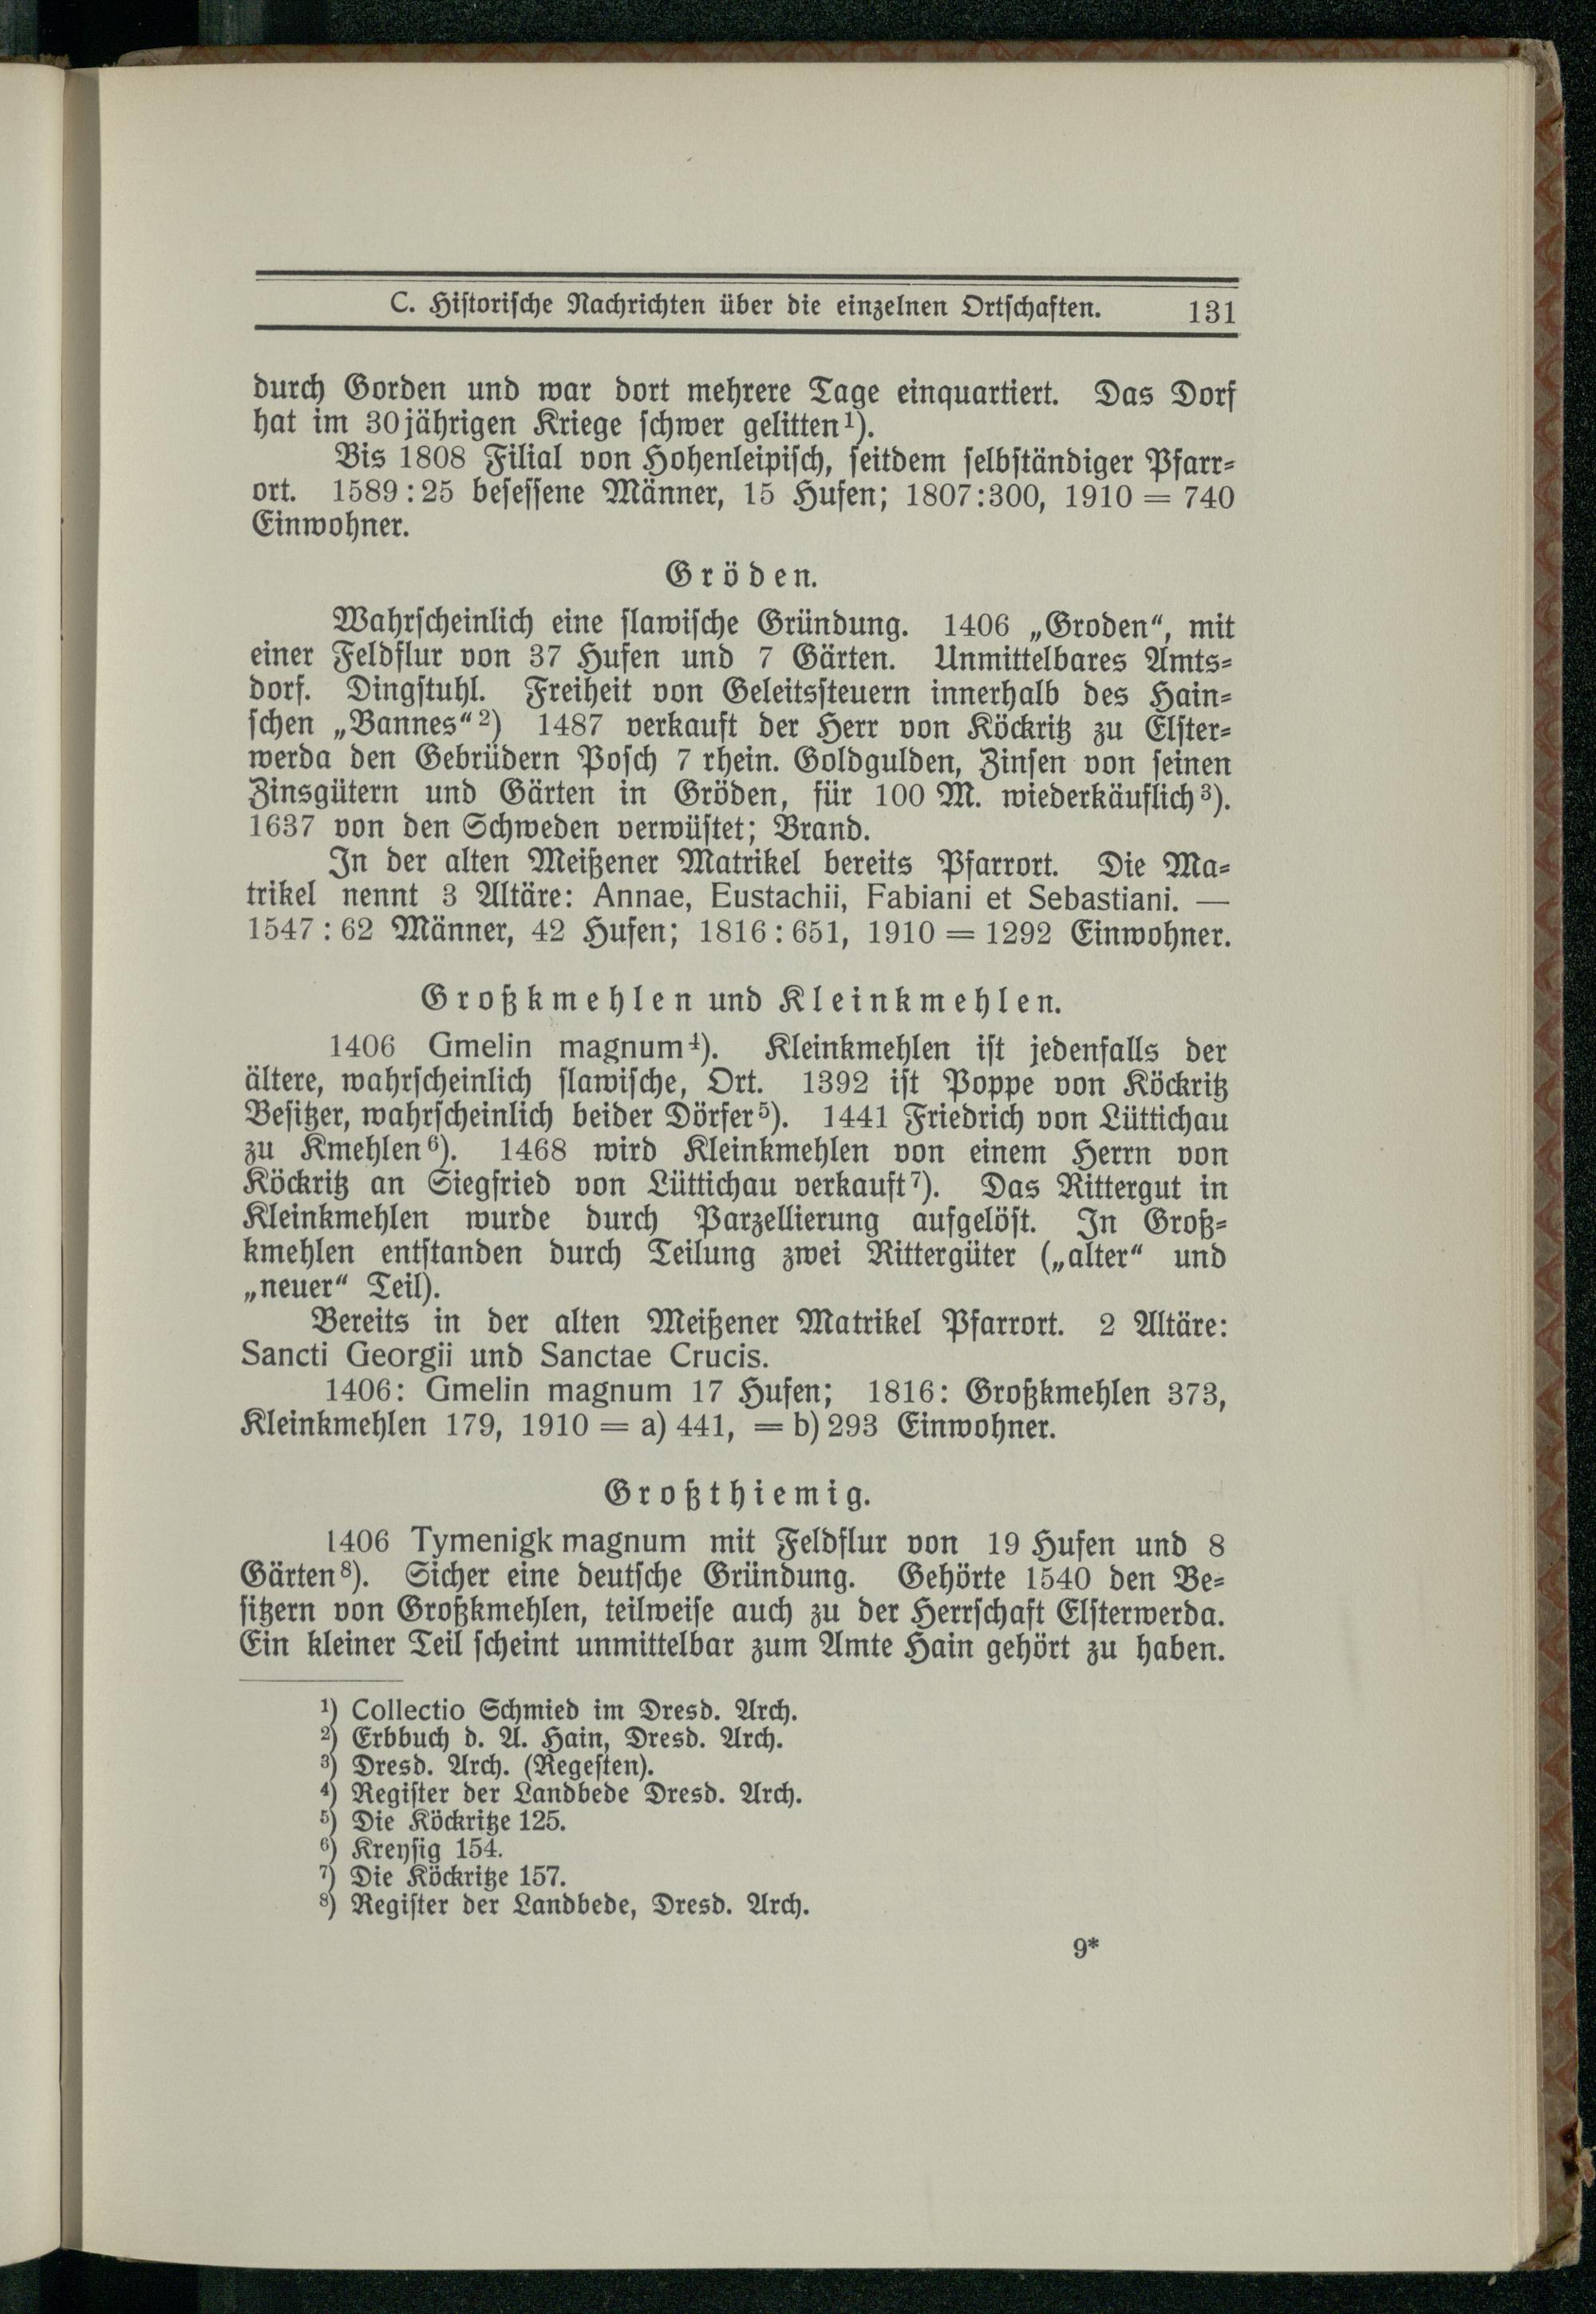 C. Historische Nachrichten über die einzelnen Ortschaften. 131
durch Gorden und war dort mehrere Tage einquartiert. Das Dorf
hat im 30jährigen Kriege schwer gelitten¹).
Bis 1808 Filial von Hohenleipisch, seitdem selbständiger Pfarr-
ort. 1589:25 besessene Männer, 15 Hufen; 1807:300, 1910 = 740
Einwohner.
Gröden.
Wahrscheinlich eine slawische Gründung. 1406 „Groden“, mit
einer Feldflur von 37 Hufen und 7 Gärten. Unmittelbares Amts-
dorf. Dingstuhl. Freiheit von Geleitssteuern innerhalb des Hain-
schen „Bannes“²) 1487 verkauft der Herr von Köckritz zu Elster-
werda den Gebrüdern Posch 7 rhein. Goldgulden, Zinsen von seinen
Zinsgütern und Gärten in Gröden, für 100 M. wiederkäuflich³).
1637 von den Schweden verwüstet; Brand.
In der alten Meißener Matrikel bereits Pfarrort. Die Ma-
trikel nennt 3 Altäre: Annae, Eustachii, Fabiani et Sebastiani. —
1547:62 Männer, 42 Hufen; 1816:651, 1910 = 1292 Einwohner.
Großkmehlen und Kleinkmehlen.
1406 Gmelin magnum⁴). Kleinkmehlen ist jedenfalls der
ältere, wahrscheinlich slawische, Ort. 1392 ist Poppe von Köckritz
Besitzer, wahrscheinlich beider Dörfer⁵). 1441 Friedrich von Lüttichau
zu Kmehlen⁶). 1468 wird Kleinkmehlen von einem Herrn von
Köckritz an Siegfried von Lüttichau verkauft⁷). Das Rittergut in
Kleinkmehlen wurde durch Parzellierung aufgelöst. In Groß-
kmehlen entstanden durch Teilung zwei Rittergüter („alter“ und
„neuer“ Teil).
Bereits in der alten Meißener Matrikel Pfarrort. 2 Altäre:
Sancti Georgii und Sanctae Crucis.
1406: Gmelin magnum 17 Hufen; 1816: Großkmehlen 373,
Kleinkmehlen 179, 1910 = a) 441, = b) 293 Einwohner.
Großthiemig.
1406 Tymenigk magnum mit Feldflur von 19 Hufen und 8
Gärten⁸). Sicher eine deutsche Gründung. Gehörte 1540 den Be-
sitzern von Großkmehlen, teilweise auch zu der Herrschaft Elsterwerda.
Ein kleiner Teil scheint unmittelbar zum Amte Hain gehört zu haben.
¹) Collectio Schmied im Dresd. Arch.
²) Erbbuch d. A. Hain, Dresd. Arch.
³) Dresd. Arch. (Regesten).
⁴) Register der Landbede Dresd. Arch.
⁵) Die Köckritze 125.
⁶) Kreysig 154.
⁷) Die Köckritze 157.
⁸) Register der Landbede, Dresd. Arch.
9*